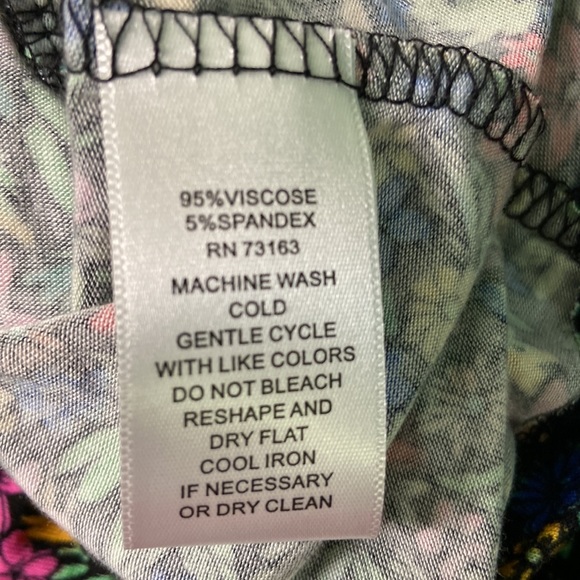 95%VISCOSE
5%SPANDEX
RN 73163
MACHINE WASH
COLD
GENTLE CYCLE
WITH LIKE COLORS
DO NOT BLEACH
RESHAPE AND
DRY FLAT
COOL IRON
IF NECESSARY
OR DRY CLEAN